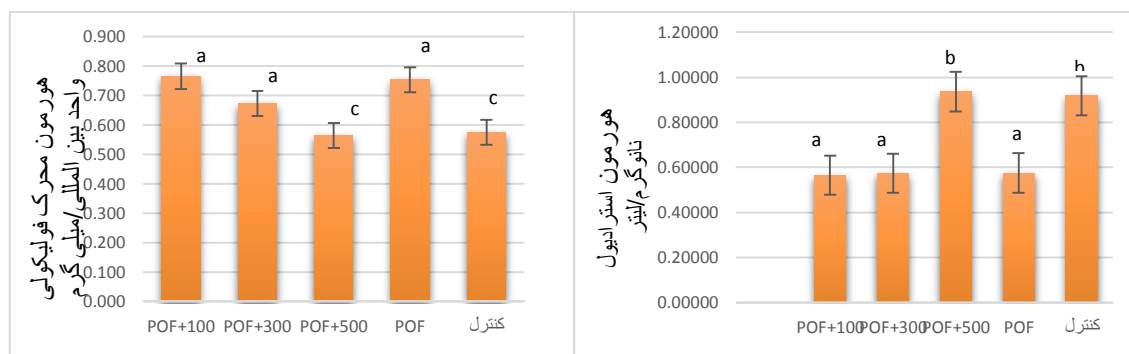 هورمون محرک فولیکولی
واحد بین المللی/میلی گرم
0.900
0.800
0.700
0.600
0.500
0.400
0.300
0.200
0.100
0.000
a
a
c
a
c
POF+100
POF+300
POF+500
POF
کنترل
هورمون استرادیول
نانوگرم/لیتر
1.20000
1.00000
0.80000
0.60000
0.40000
0.20000
0.00000
a
a
b
a
b
POF+100
POF+300
POF+500
POF
کنترل